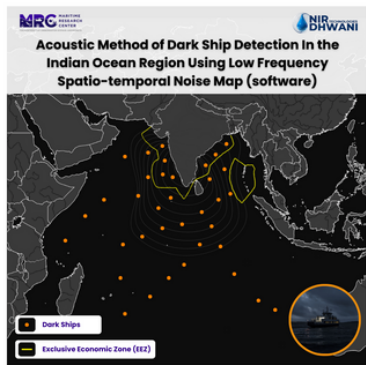 MRC MARITIME RESEARCH CENTER
NIR DHWANI TECHNOLOGIES
Acoustic Method of Dark Ship Detection In the
Indian Ocean Region Using Low Frequency
Spatio-temporal Noise Map (software)
Dark Ships
Exclusive Economic Zone (EEZ)